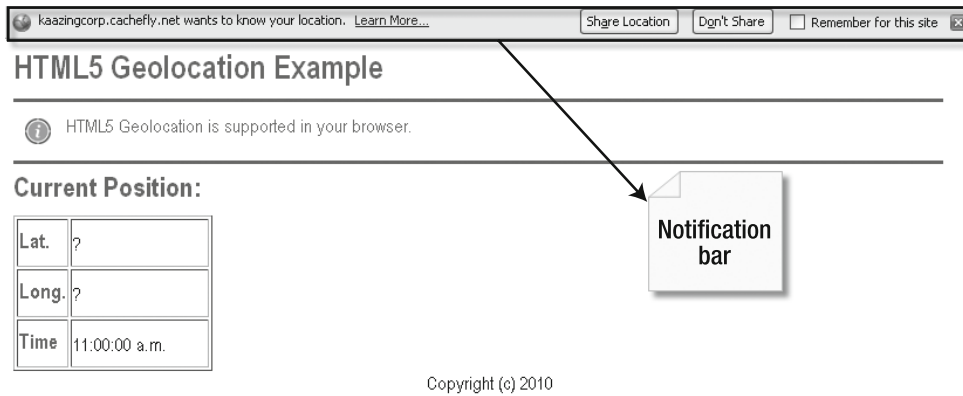 kaazingcorp.cachefly.net wants to know your location. Learn More... Share Location Don't Share Remember for this site
HTML5 Geolocation Example
HTML5 Geolocation is supported in your browser.
Current Position:
Lat. ?
Long. ?
Time 11:00:00 a.m.
Notification
bar
Copyright (c) 2010